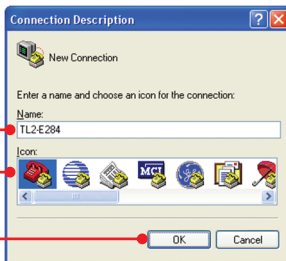 Connection Description
New Connection
Enter a name and choose an icon for the connection:
Name:
TL2-E284
Icon:
MCI
OK
Cancel